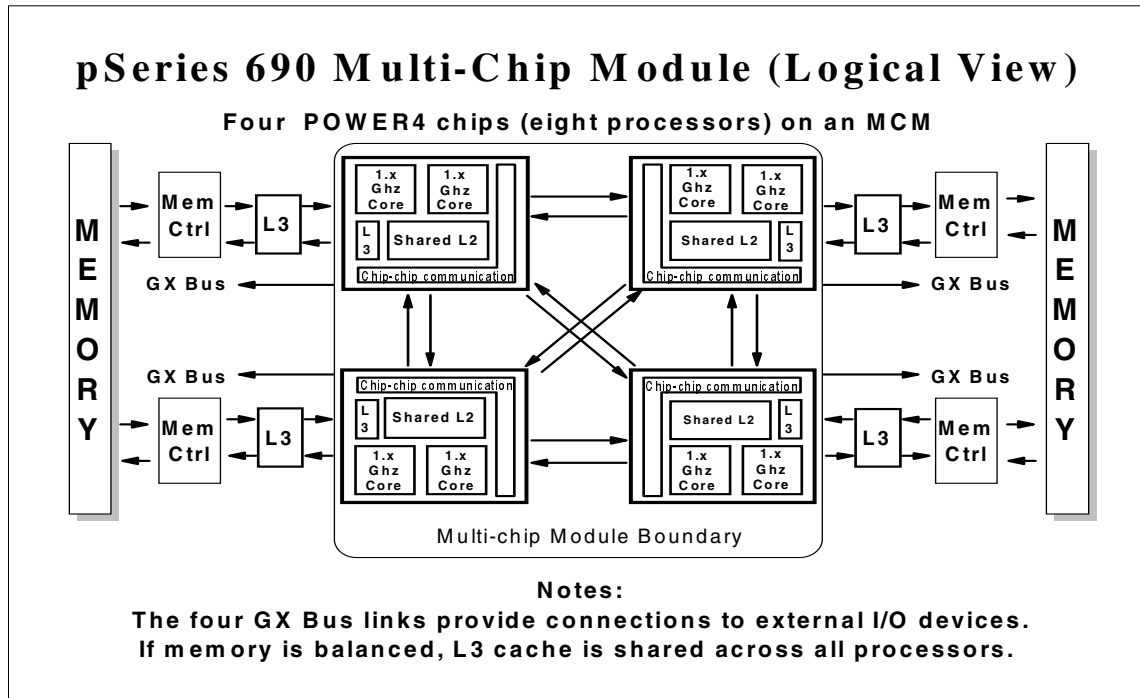 pSeries 690 Multi-Chip Module (Logical View)
Four POWER4 chips (eight processors) on an MCM
MEMORY
Mem
Ctrl
L3
1.x
Ghz
Core
1.x
Ghz
Core
L
3
Shared L2
Chip-chip communication
GX Bus
1.x
Ghz
Core
1.x
Ghz
Core
Shared L2
L
3
Chip-chip communication
L3
Mem
Ctrl
GX Bus
MEMORY
GX Bus
Mem
Ctrl
L3
Chip-chip communication
L
3
Shared L2
1.x
Ghz
Core
1.x
Ghz
Core
Chip-chip communication
Shared L2
L
3
1.x
Ghz
Core
1.x
Ghz
Core
GX Bus
L3
Mem
Ctrl
Multi-chip Module Boundary
Notes:
The four GX Bus links provide connections to external I/O devices.
If memory is balanced, L3 cache is shared across all processors.